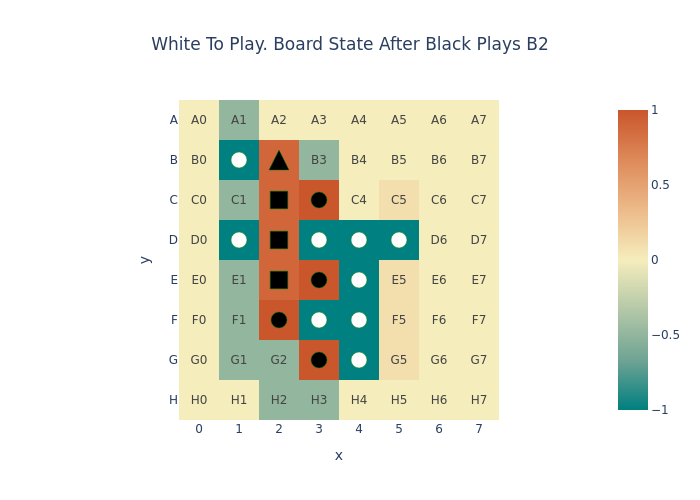 White To Play. Board State After Black Plays B2
A A0 A1 A2 A3 A4 A5 A6 A7 1
B B0 B3 B4 B5 B6 B7
C C0 C1 C4 C5 C6 C7 0.5
D D0 D6 D7
y 0
E E0 E1 E5 E6 E7
F F0 F1 F5 F6 F7 −0.5
G G0 G1 G2 G5 G6 G7
H H0 H1 H2 H3 H4 H5 H6 H7 −1
0 1 2 3 4 5 6 7
x